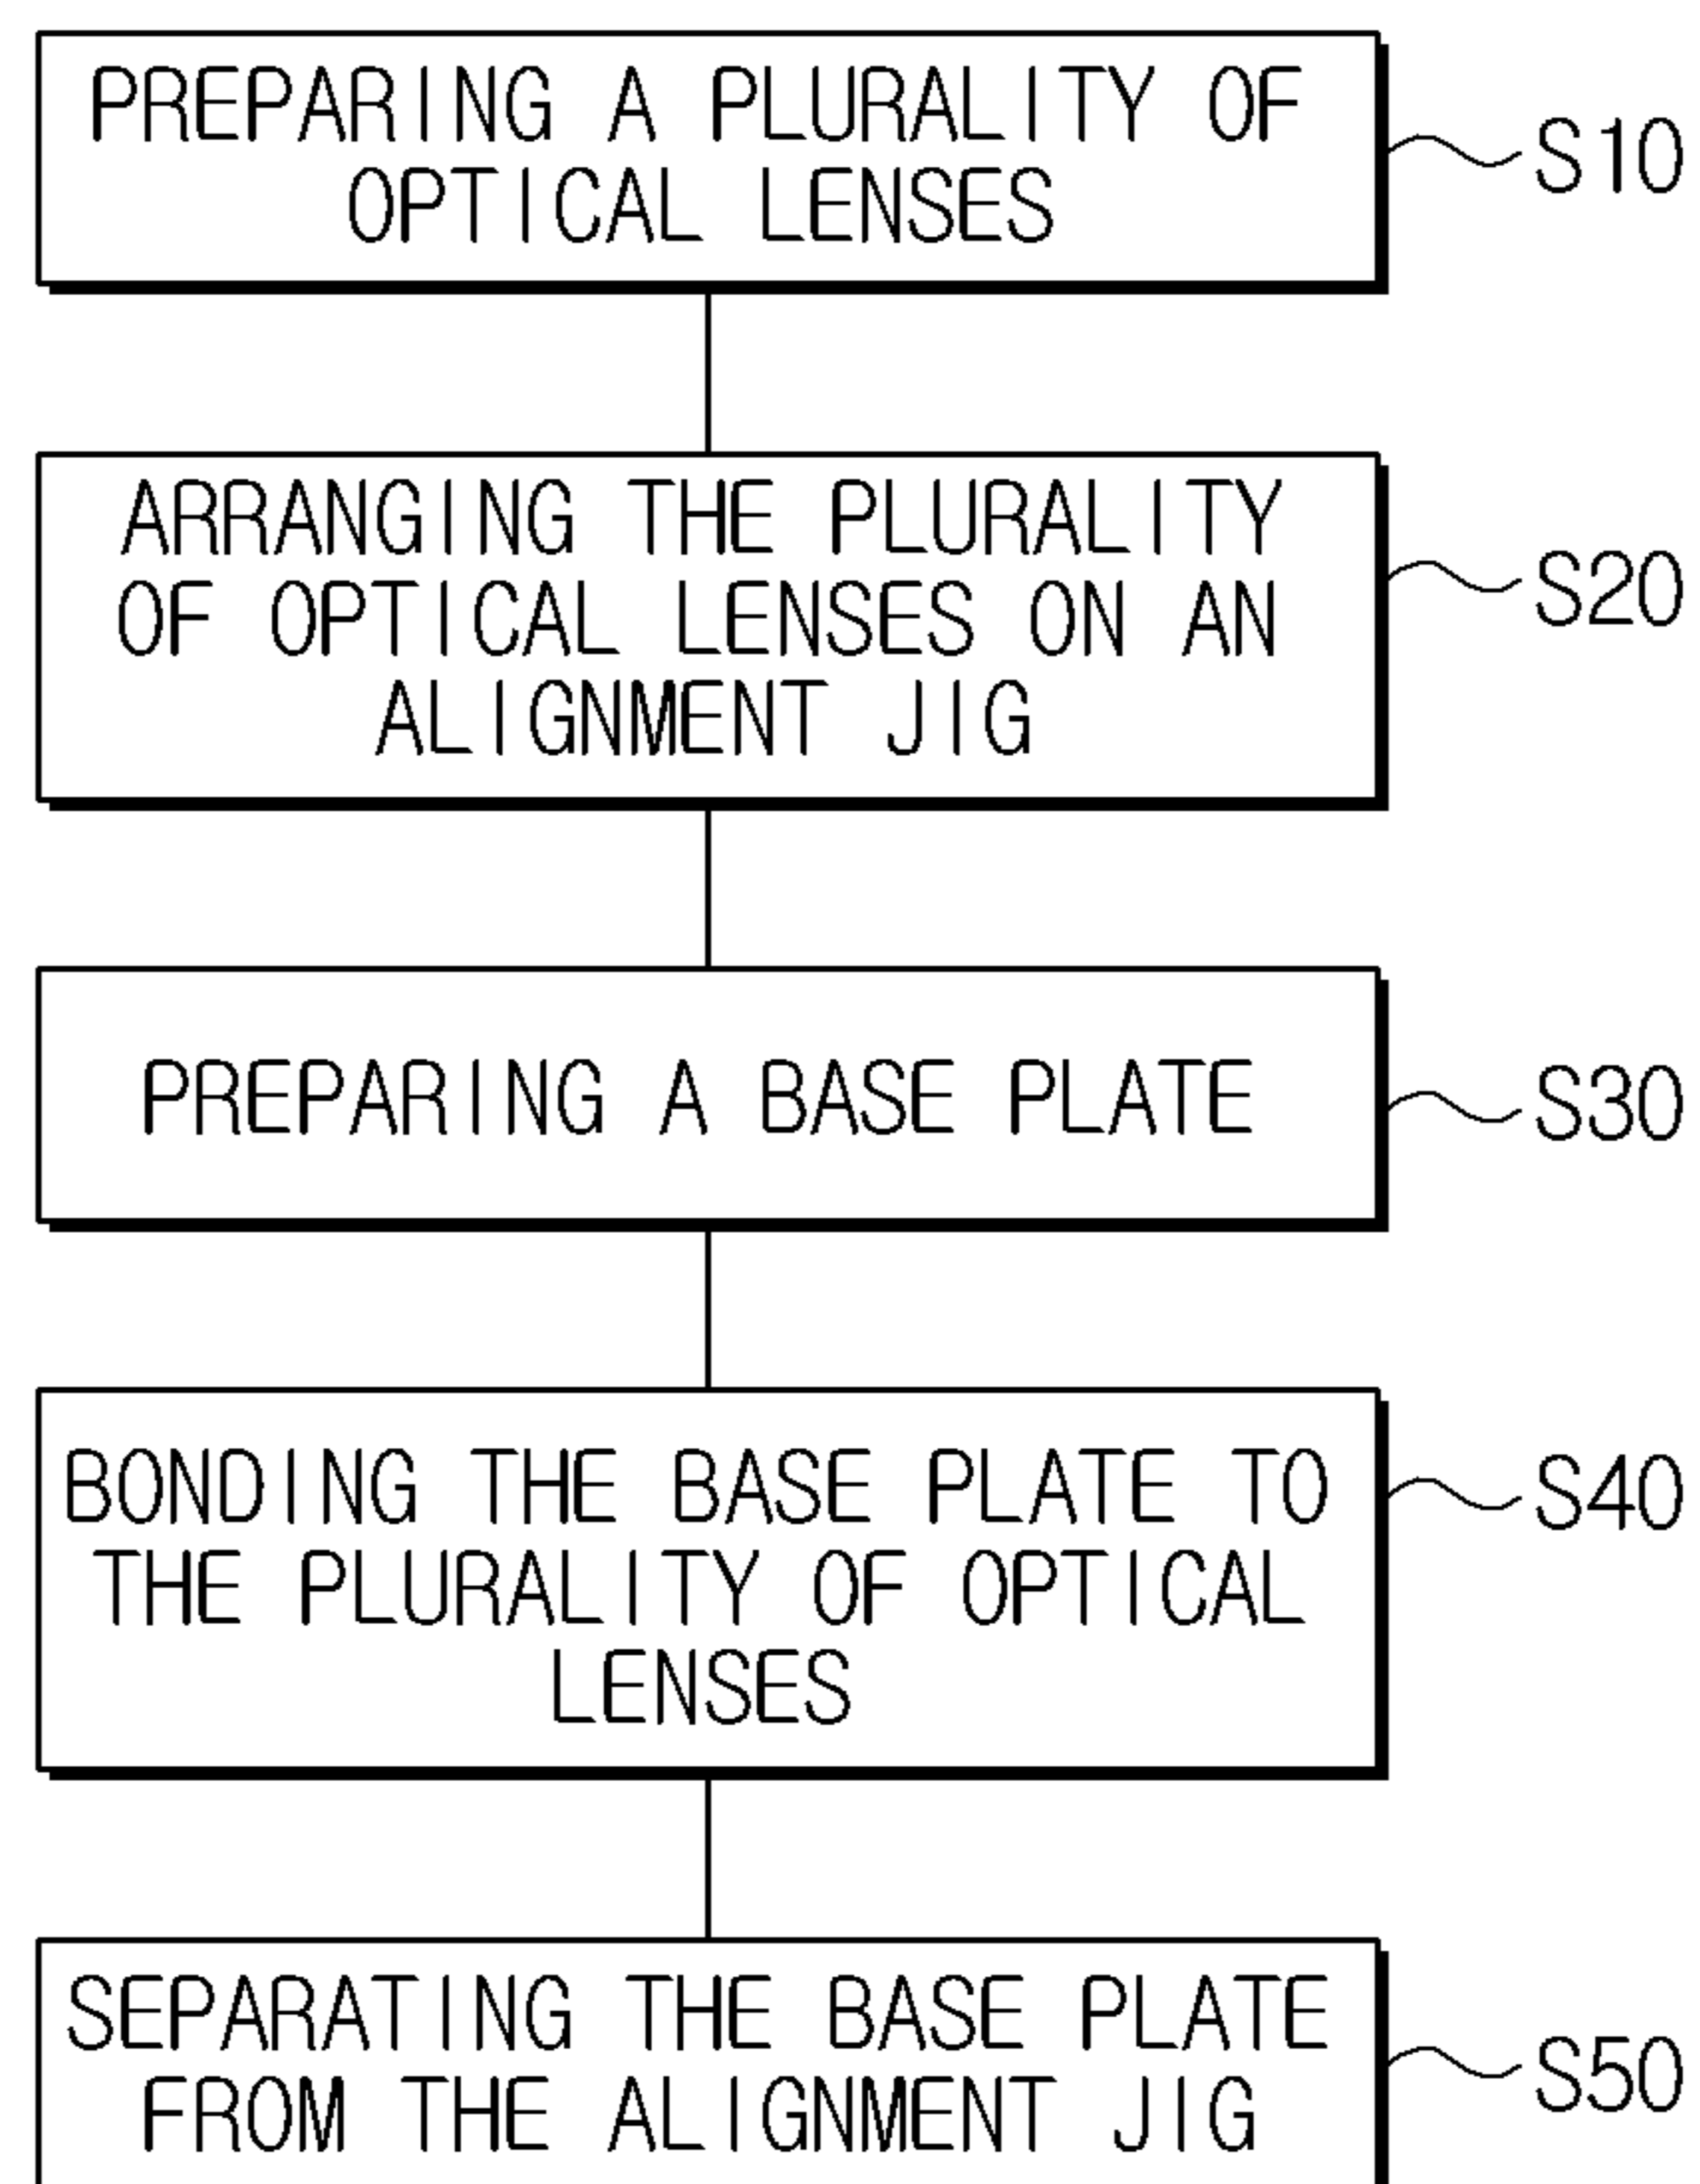 PREPARING A PLURALITY OF
OPTICAL LENSES
S10
ARRANGING THE PLURALITY
OF OPTICAL LENSES ON AN
ALIGNMENT JIG
S20
PREPARING A BASE PLATE
S30
BONDING THE BASE PLATE TO
THE PLURALITY OF OPTICAL
LENSES
S40
SEPARATING THE BASE PLATE
FROM THE ALIGNMENT JIG
S50